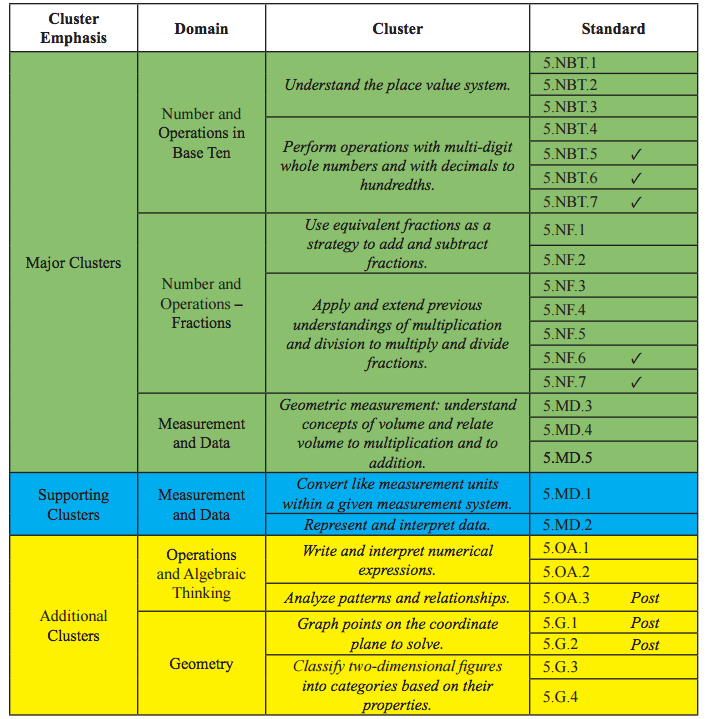 Cluster Emphasis
Domain
Cluster
Standard
Major Clusters
Number and
Operations in
Base Ten
Understand the place value system.
5.NBT.1
5.NBT.2
5.NBT.3
Perform operations with multi-digit
whole numbers and with decimals to
hundredths.
5.NBT.4
5.NBT.5 ✓
5.NBT.6 ✓
5.NBT.7 ✓
Number and
Operations –
Fractions
Use equivalent fractions as a
strategy to add and subtract
fractions.
5.NF.1
5.NF.2
Apply and extend previous
understandings of multiplication
and division to multiply and divide
fractions.
5.NF.3
5.NF.4
5.NF.5
5.NF.6 ✓
5.NF.7 ✓
Measurement
and Data
Geometric measurement: understand
concepts of volume and relate
volume to multiplication and to
addition.
5.MD.3
5.MD.4
5.MD.5
Supporting
Clusters
Measurement
and Data
Convert like measurement units
within a given measurement system.
5.MD.1
Represent and interpret data.
5.MD.2
Additional
Clusters
Operations
and Algebraic
Thinking
Write and interpret numerical
expressions.
5.OA.1
5.OA.2
Analyze patterns and relationships.
5.OA.3 Post
Geometry
Graph points on the coordinate
plane to solve.
5.G.1 Post
5.G.2 Post
Classify two-dimensional figures
into categories based on their
properties.
5.G.3
5.G.4